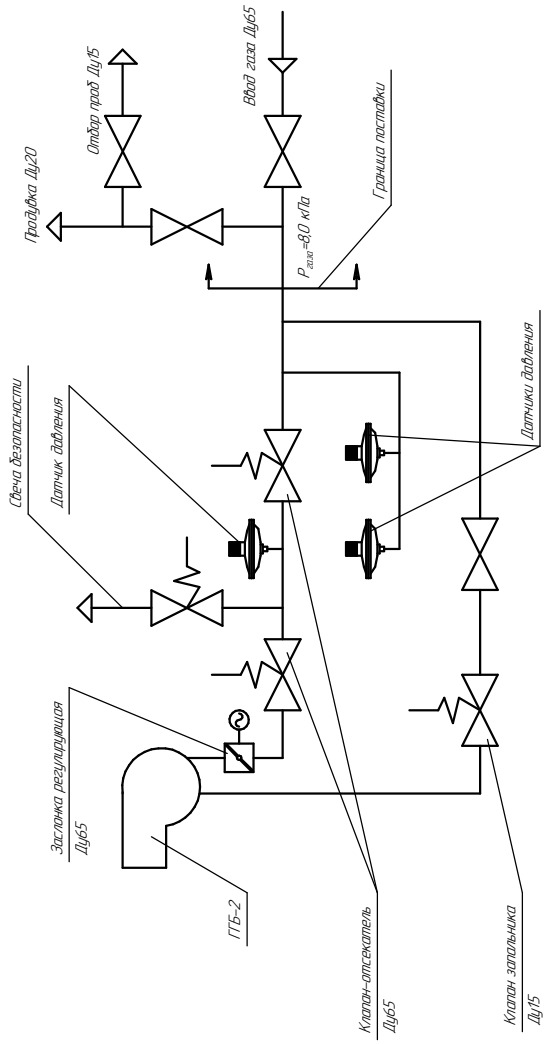 Продувка Ду20
Отбор проб Ду15
Ввод газа Ду65
Pгаза=8,0 кПа
Граница поставки
Свеча безопасности
Датчик давления
Датчики давления
Заслонка регулирующая
Ду65
ГГБ-2
Клапан-отсекатель
Ду65
Клапан запальника
Ду15